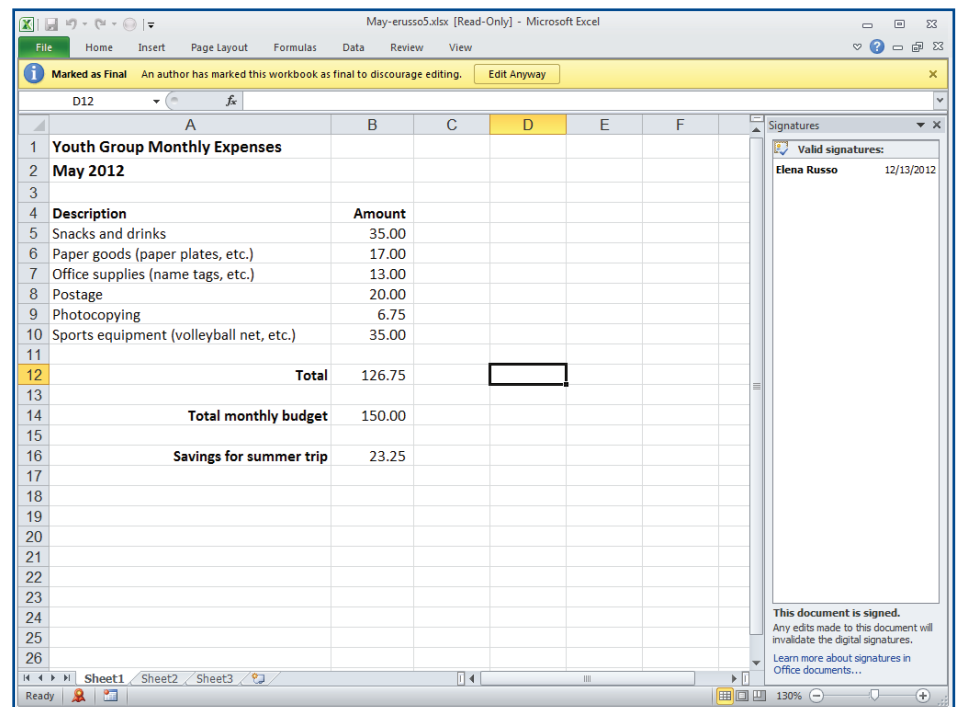 May-erusso5.xlsx [Read-Only] - Microsoft Excel
File Home Insert Page Layout Formulas Data Review View
Marked as Final An author has marked this workbook as final to discourage editing. Edit Anyway
D12 fx
A B C D E F
1 Youth Group Monthly Expenses
2 May 2012
3
4 Description Amount
5 Snacks and drinks 35.00
6 Paper goods (paper plates, etc.) 17.00
7 Office supplies (name tags, etc.) 13.00
8 Postage 20.00
9 Photocopying 6.75
10 Sports equipment (volleyball net, etc.) 35.00
11
12 Total 126.75
13
14 Total monthly budget 150.00
15
16 Savings for summer trip 23.25
17
18
19
20
21
22
23
24
25
26
Sheet1 Sheet2 Sheet3
Ready 130%
Signatures
Valid signatures:
Elena Russo 12/13/2012
This document is signed.
Any edits made to this document will
invalidate the digital signatures.
Learn more about signatures in
Office documents...